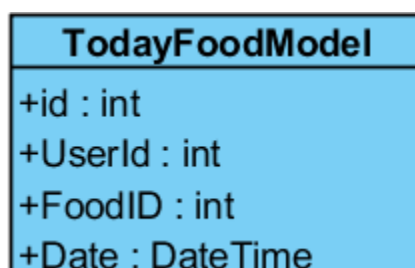 TodayFoodModel
+id : int
+UserId : int
+FoodID : int
+Date : DateTime